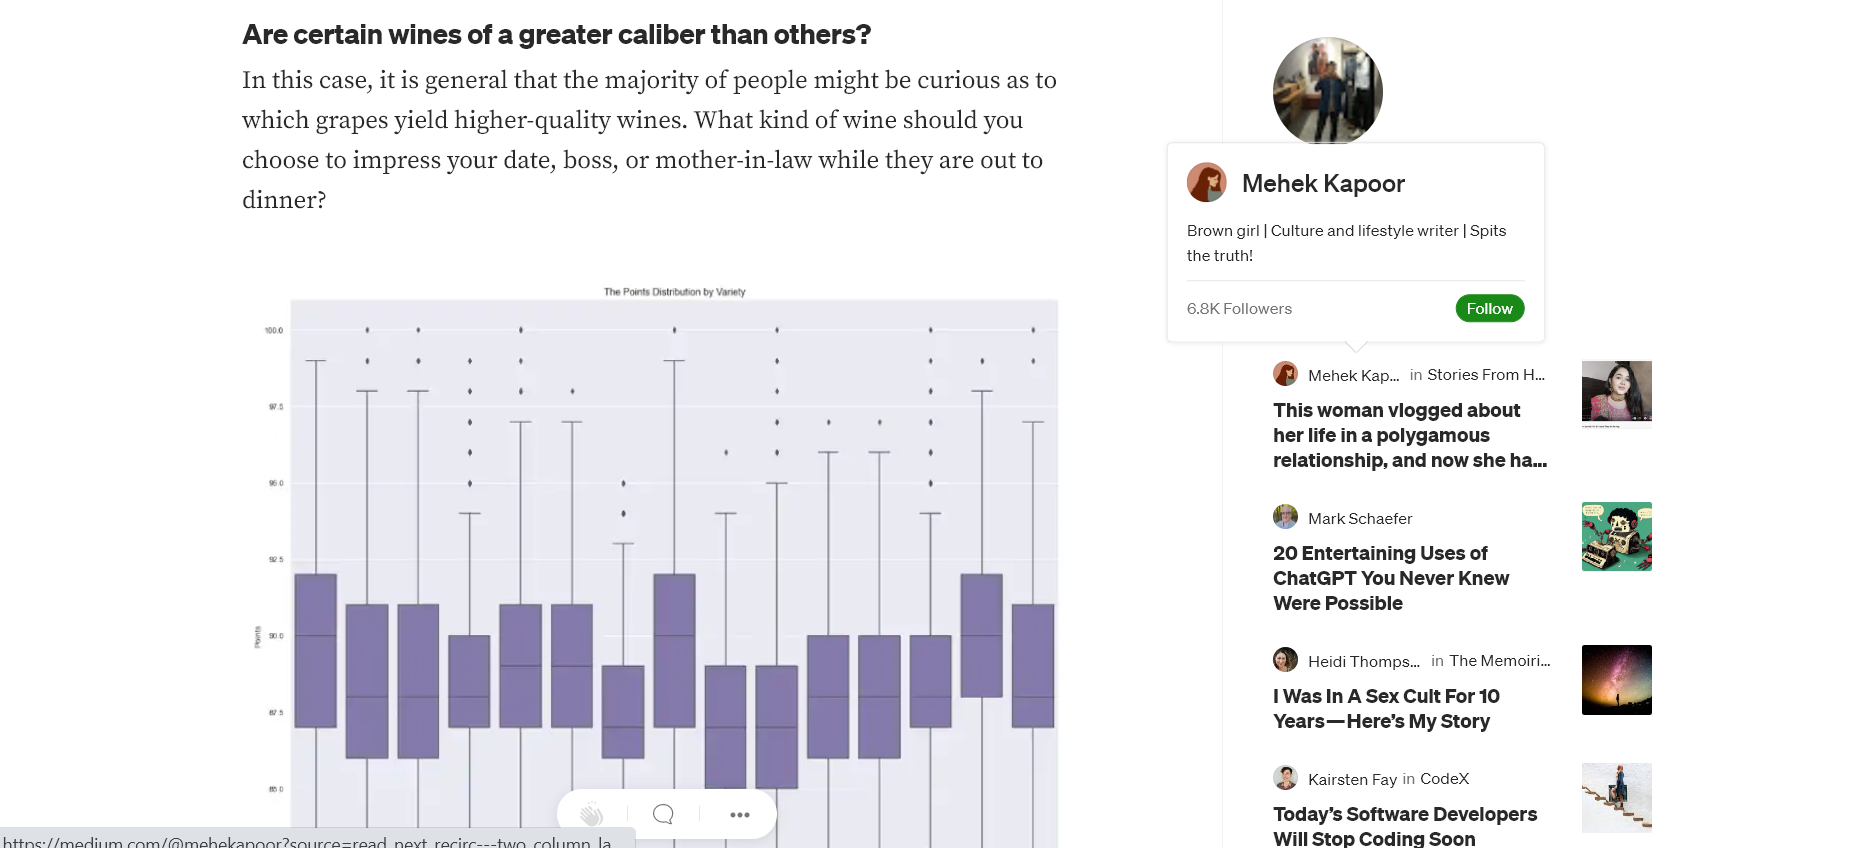 Are certain wines of a greater caliber than others?
In this case, it is general that the majority of people might be curious as to
which grapes yield higher-quality wines. What kind of wine should you
choose to impress your date, boss, or mother-in-law while they are out to
dinner?
The Points Distribution by Variety
100.0
97.5
95.0
92.5
90.0
Points
87.5
85.0
Mehek Kapoor
Brown girl | Culture and lifestyle writer | Spits
the truth!
6.8K Followers
Follow
Mehek Kap... in Stories From H...
This woman vlogged about
her life in a polygamous
relationship, and now she ha...
Mark Schaefer
20 Entertaining Uses of
ChatGPT You Never Knew
Were Possible
Heidi Thomps... in The Memoiri...
I Was In A Sex Cult For 10
Years—Here’s My Story
Kairsten Fay in CodeX
Today’s Software Developers
Will Stop Coding Soon
https://medium.com/@mehekapoor?source=read_next_recirc---two_column_la...